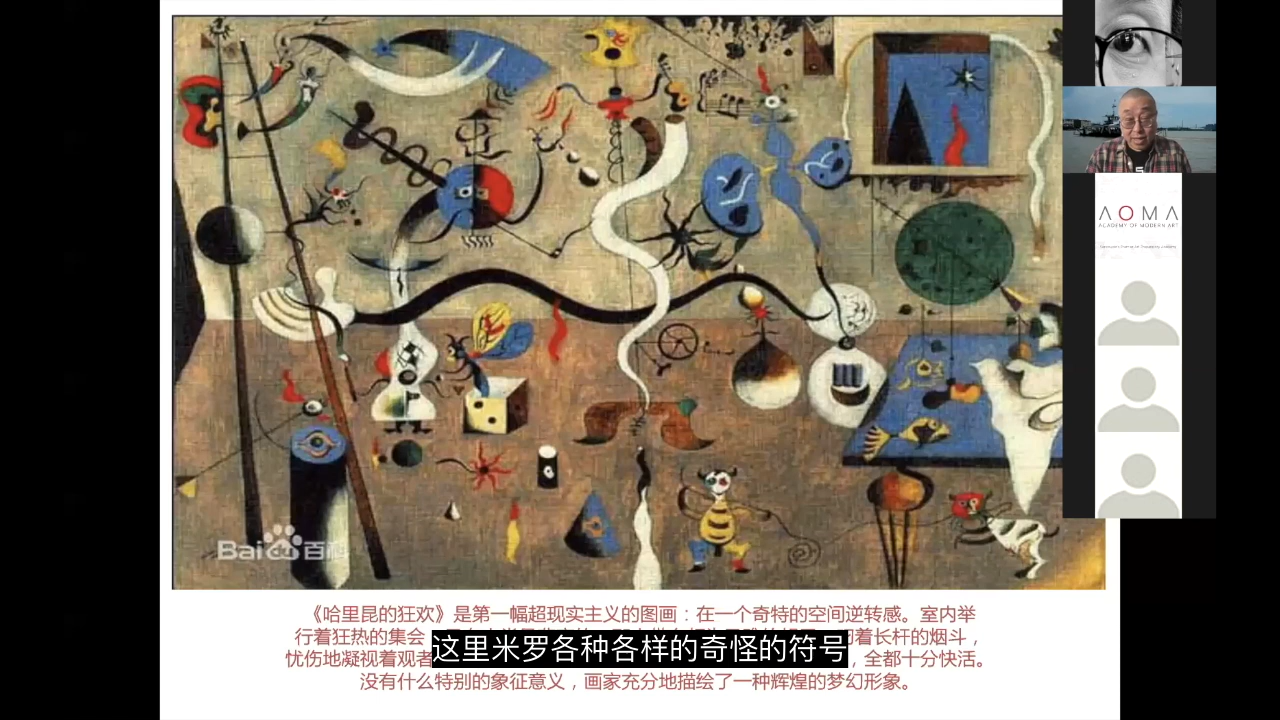 AOMA
ACADEMY OF MODERN ART
Baidu百科
《哈里昆的狂欢》是第一幅超现实主义的图画：在一个奇特的空间逆转感。室内举
行着狂热的集会，着长杆的烟斗，
忧伤地凝视着观者，全都十分快活。
没有什么特别的象征意义，画家充分地描绘了一种辉煌的梦幻形象。
这里米罗各种各样的奇怪的符号